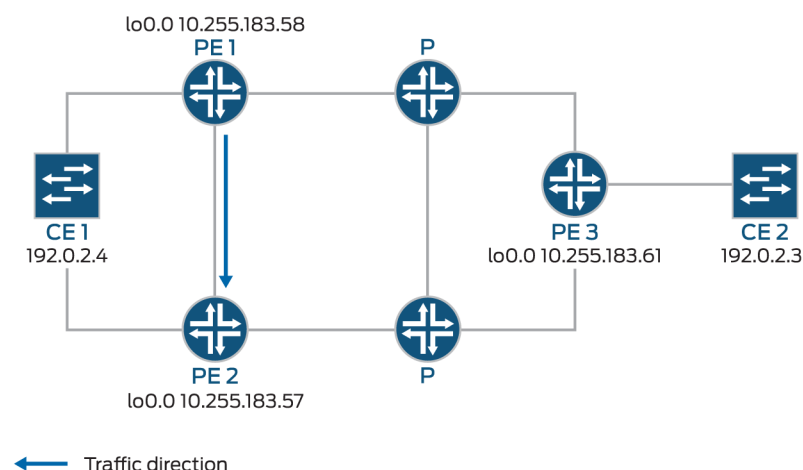 lo0.0 10.255.183.58
PE 1
P
CE 1
192.0.2.4
PE 3
lo0.0 10.255.183.61
CE 2
192.0.2.3
PE 2
lo0.0 10.255.183.57
P
Traffic direction